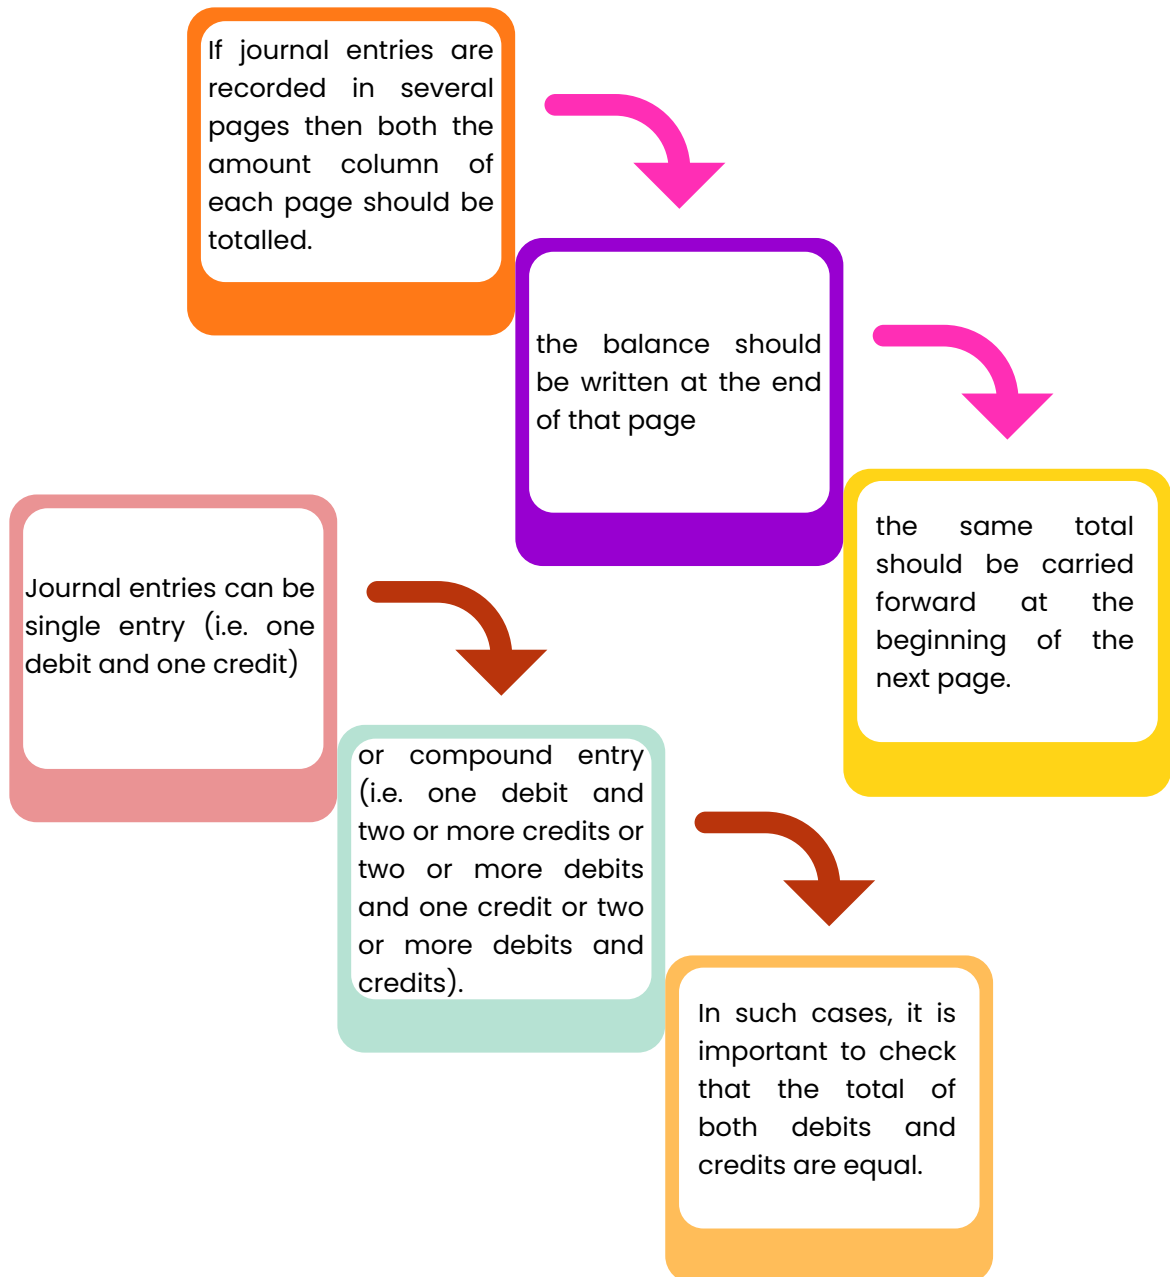 If journal entries are
recorded in several
pages then both the
amount column of
each page should be
totalled.
the balance should
be written at the end
of that page
the same total
should be carried
forward at the
beginning of the
next page.
Journal entries can be
single entry (i.e. one
debit and one credit)
or compound entry
(i.e. one debit and
two or more credits or
two or more debits
and one credit or two
or more debits and
credits).
In such cases, it is
important to check
that the total of
both debits and
credits are equal.